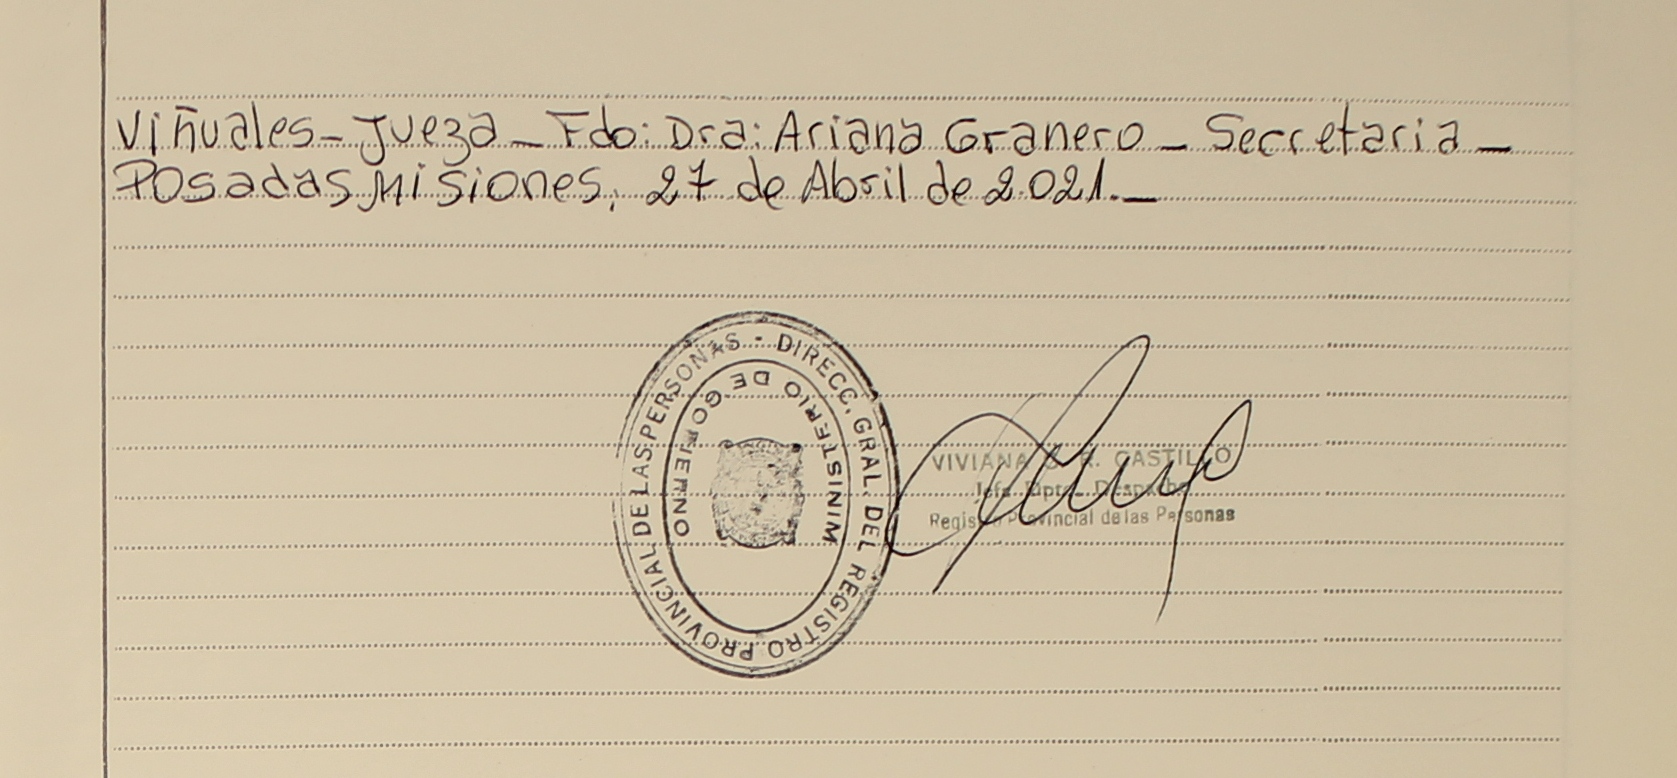 Viñuales - Jueza - Fdo: Dra: Ariana Granero - Secretaria -
Posadas Misiones, 27 de Abril de 2021.-
DIRECC. GRAL. DEL REGISTRO PROVINCIAL DE LAS PERSONAS -
MINISTERIO DE GOBIERNO
VIVIANA R. CASTILLO
Jefe Dpto. Despacho
Registro Provincial de las Personas